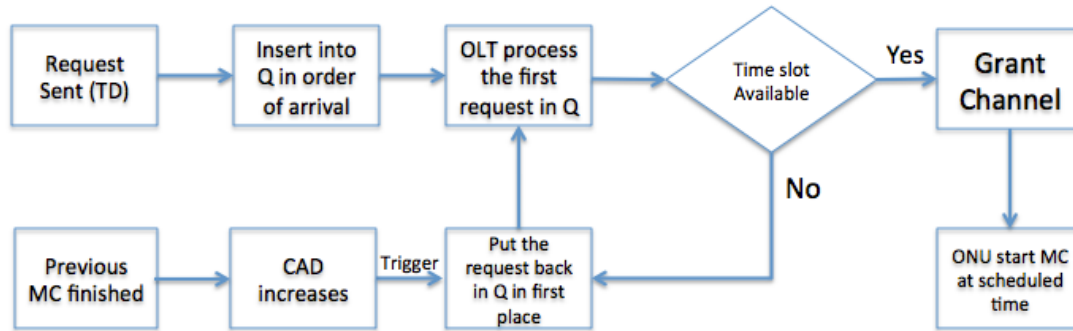 Request
Sent (TD)
Insert into
Q in order
of arrival
OLT process
the first
request in Q
Time slot
Available
Yes
Grant
Channel
No
Previous
MC finished
CAD
increases
Trigger
Put the
request back
in Q in first
place
ONU start MC
at scheduled
time